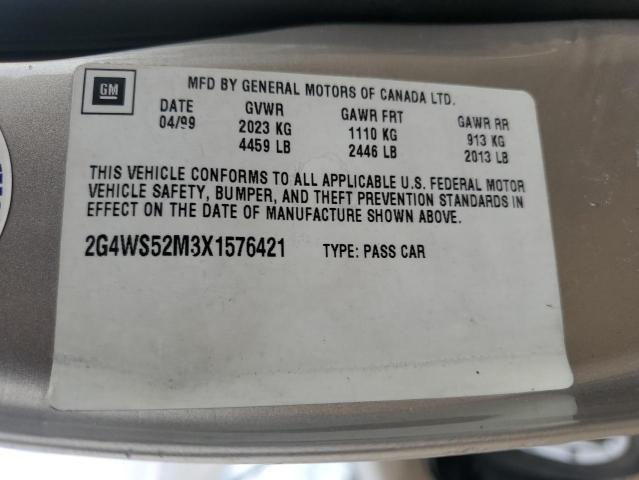 GM
MFD BY GENERAL MOTORS OF CANADA LTD.
DATE GVWR GAWR FRT GAWR RR
04/99 2023 KG 1110 KG 913 KG
4459 LB 2446 LB 2013 LB
THIS VEHICLE CONFORMS TO ALL APPLICABLE U.S. FEDERAL MOTOR
VEHICLE SAFETY, BUMPER, AND THEFT PREVENTION STANDARDS IN
EFFECT ON THE DATE OF MANUFACTURE SHOWN ABOVE.
2G4WS52M3X1576421 TYPE: PASS CAR